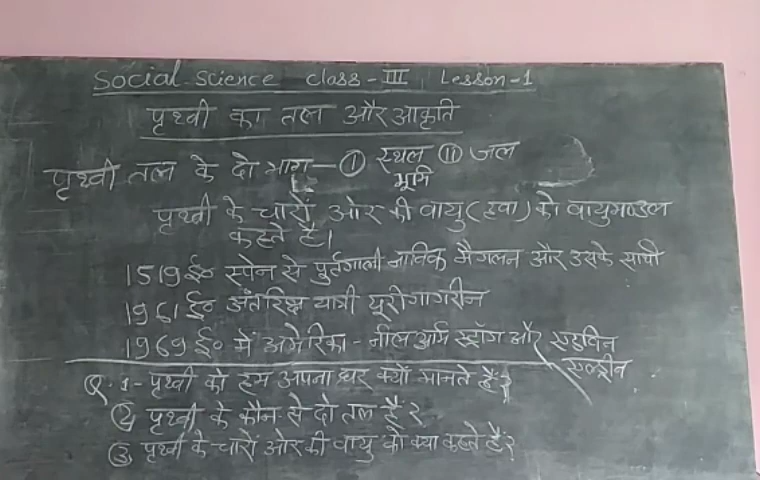 Social Science class-III Lesson-1
पृथ्वी का तल और आकृति
पृथ्वी तल के दो भाग - ① स्थल ⑪ जल
भूमि
पृथ्वी के चारों ओर की वायु (हवा) को वायुमण्डल
कहते है।
1519 ई० स्पेन से पुर्तगाली नाविक मैगलन और उसके साथी
1961 ई० अंतरिक्ष यात्री यूरी गागरीन
1969 ई० में अमेरिका - नील आर्म स्ट्रॉंग और एडविन
एल्ड्रीन
Q.1- पृथ्वी को हम अपना घर क्यों मानते हैं?
② पृथ्वी के कौन से दो तल है?
③ पृथ्वी के चारों ओर की वायु को क्या कहते हैं?